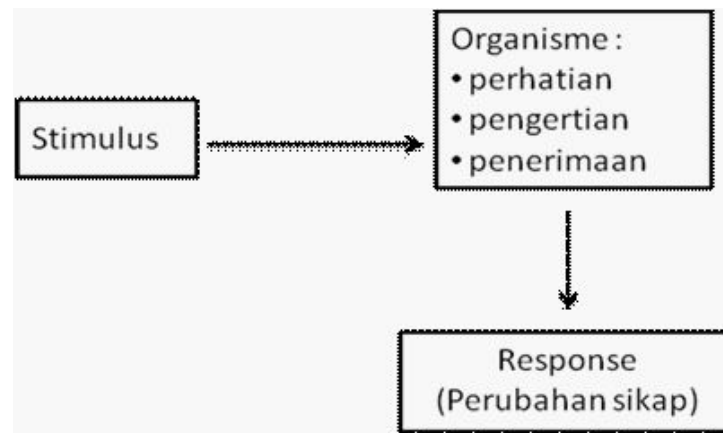 Stimulus
Organisme :
• perhatian
• pengertian
• penerimaan
Response
(Perubahan sikap)